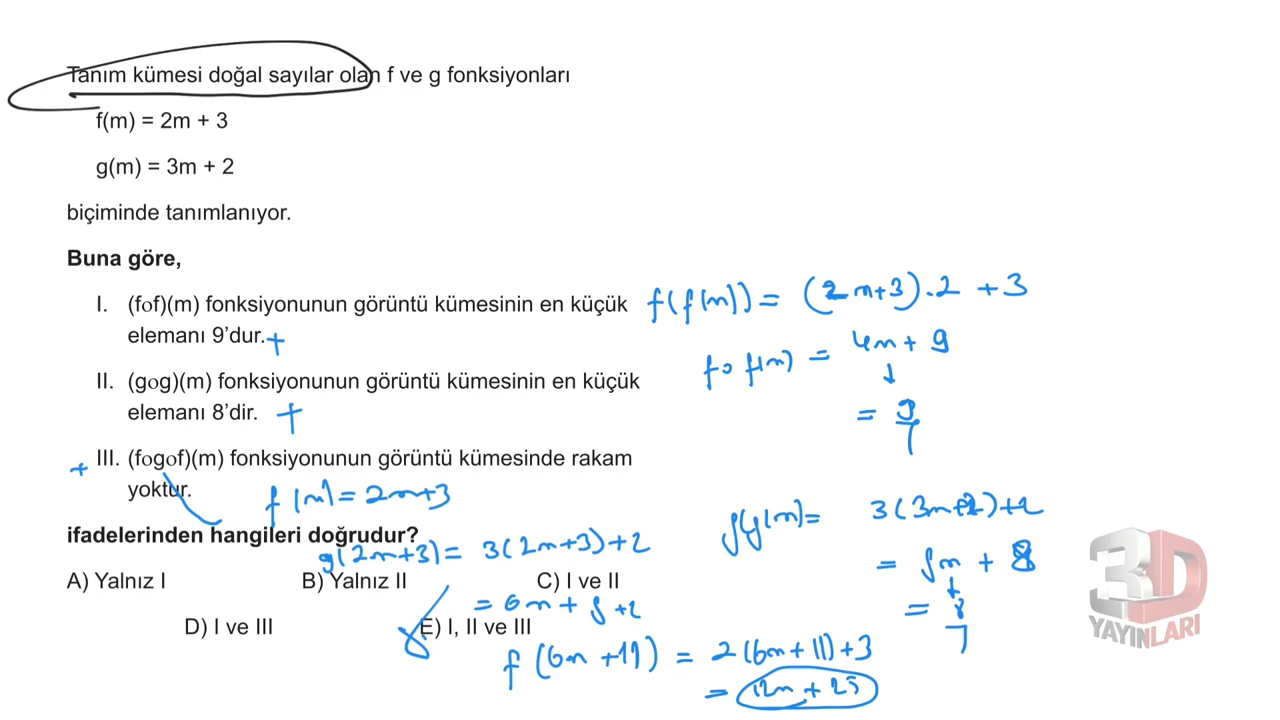 Tanım kümesi doğal sayılar olan f ve g fonksiyonları
f(m) = 2m + 3
g(m) = 3m + 2
biçiminde tanımlanıyor.
Buna göre,
I. (fof)(m) fonksiyonunun görüntü kümesinin en küçük
elemanı 9'dur. +
II. (gog)(m) fonksiyonunun görüntü kümesinin en küçük
elemanı 8'dir. +
+ III. (fogof)(m) fonksiyonunun görüntü kümesinde rakam
yoktur.
ifadelerinden hangileri doğrudur?
A) Yalnız I B) Yalnız II C) I ve II
D) I ve III E) I, II ve III
f(f(m)) = (2m+3).2 + 3
fof(m) = 4m + 9
= 9
f(m) = 2m+3
g(2m+3) = 3(2m+3)+2
= 6m + 9 +2
f(6m+11) = 2(6m+11)+3
= 12m + 25
gg(m) = 3(3m+2)+2
= 9m + 8
= 8
3D
YAYINLARI